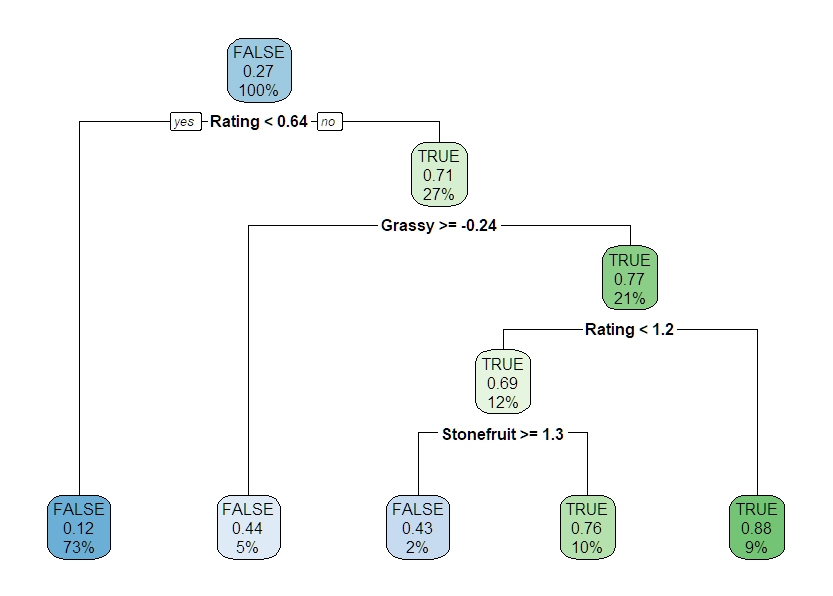 FALSE
0.27
100%
yes Rating < 0.64 no
TRUE
0.71
27%
Grassy >= -0.24
TRUE
0.77
21%
Rating < 1.2
TRUE
0.69
12%
Stonefruit >= 1.3
FALSE
0.12
73%
FALSE
0.44
5%
FALSE
0.43
2%
TRUE
0.76
10%
TRUE
0.88
9%